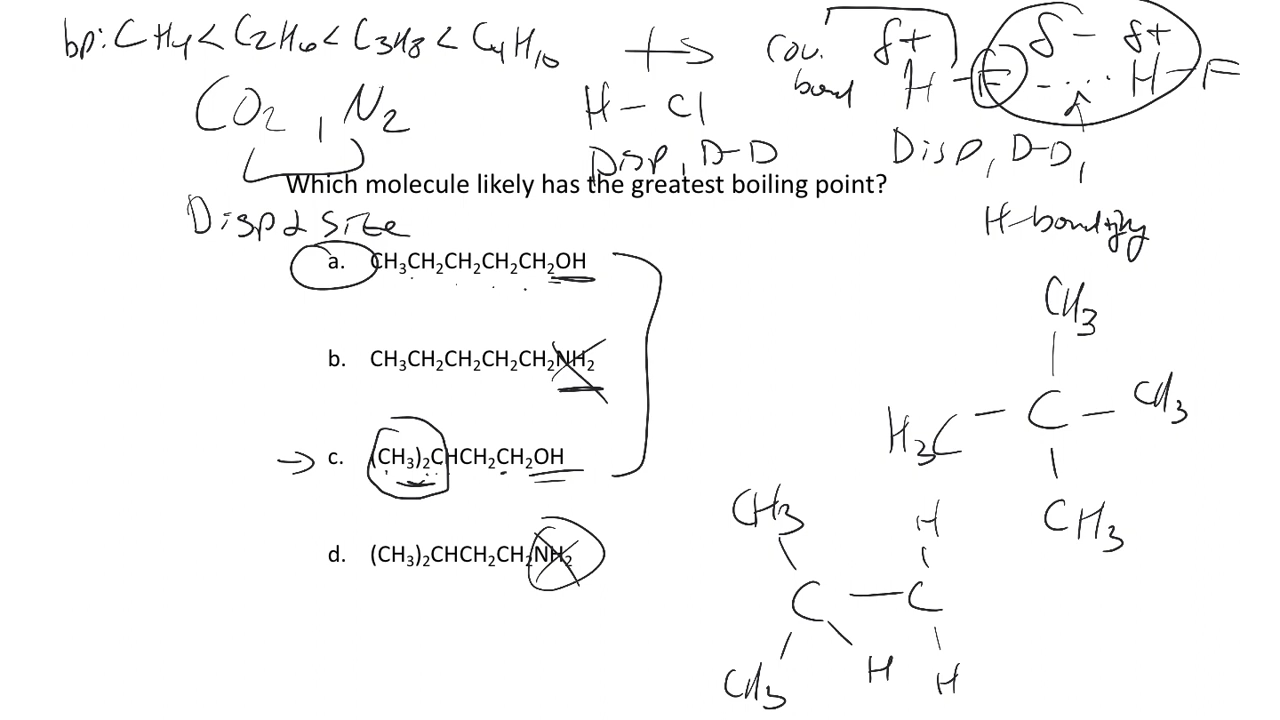 bp: CH4 < C2H6 < C3H8 < C4H10
CO2, N2
Disp α size
H – Cl
Disp, D-D
Cov. bond
δ+ δ- δ+
H – F ---- H – F
Disp, D-D,
H-bonding
Which molecule likely has the greatest boiling point?
a. CH₃CH₂CH₂CH₂CH₂OH
b. CH₃CH₂CH₂CH₂CH₂NH₂
c. (CH₃)₂CHCH₂CH₂OH
d. (CH₃)₂CHCH₂CH₂NH₂
CH3
H3C – C – CH3
CH3
CH3 H
C – C
CH3 H H